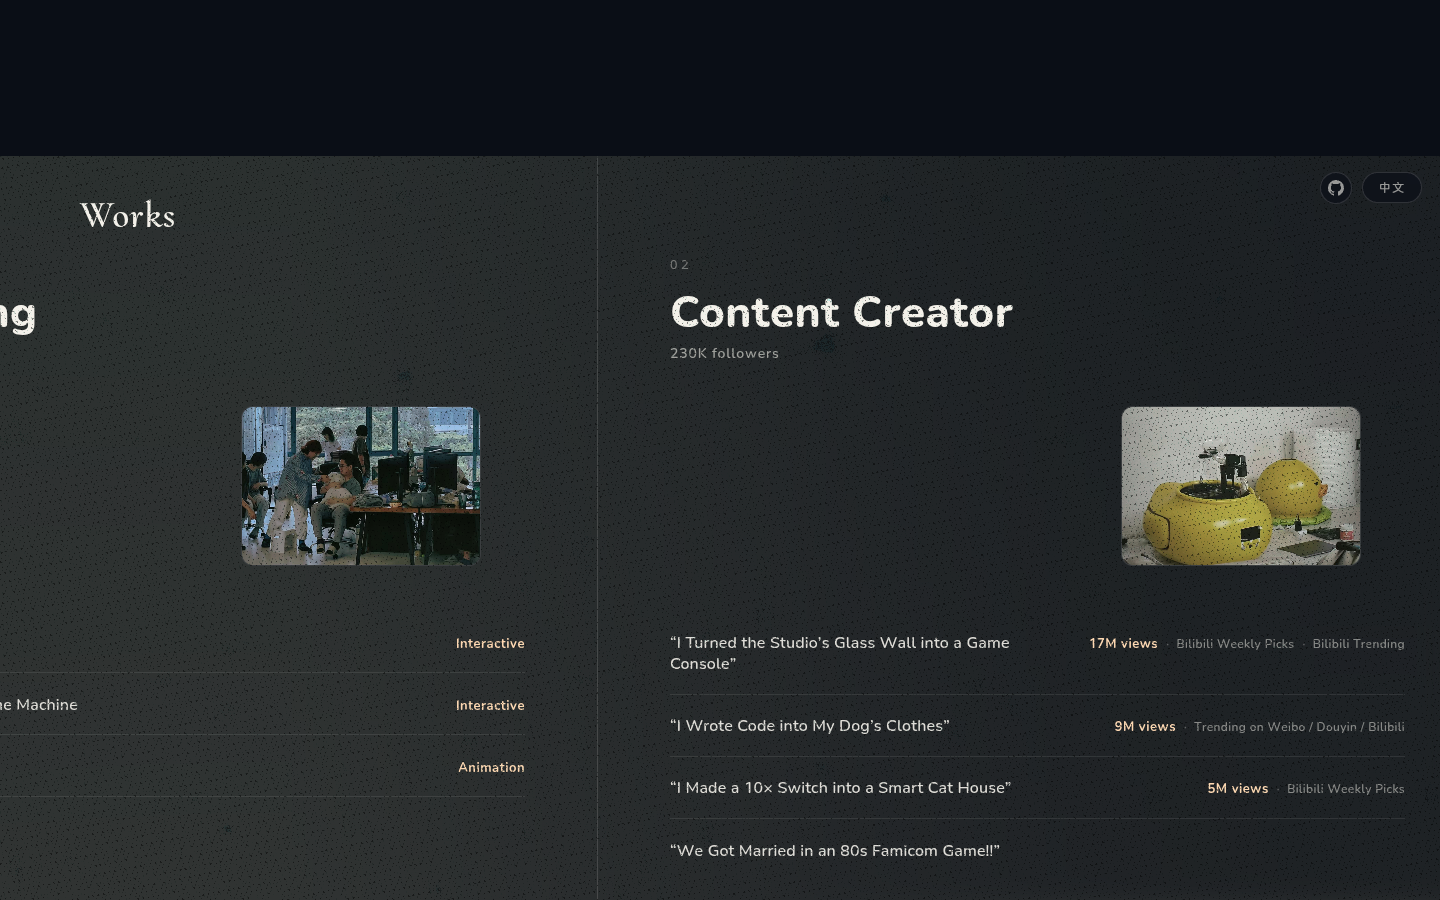 中文
Works
ng
Interactive
ne Machine
Interactive
Animation
02
Content Creator
230K followers
“I Turned the Studio’s Glass Wall into a Game
Console”
17M views · Bilibili Weekly Picks · Bilibili Trending
“I Wrote Code into My Dog’s Clothes”
9M views · Trending on Weibo / Douyin / Bilibili
“I Made a 10× Switch into a Smart Cat House”
5M views · Bilibili Weekly Picks
“We Got Married in an 80s Famicom Game!!”